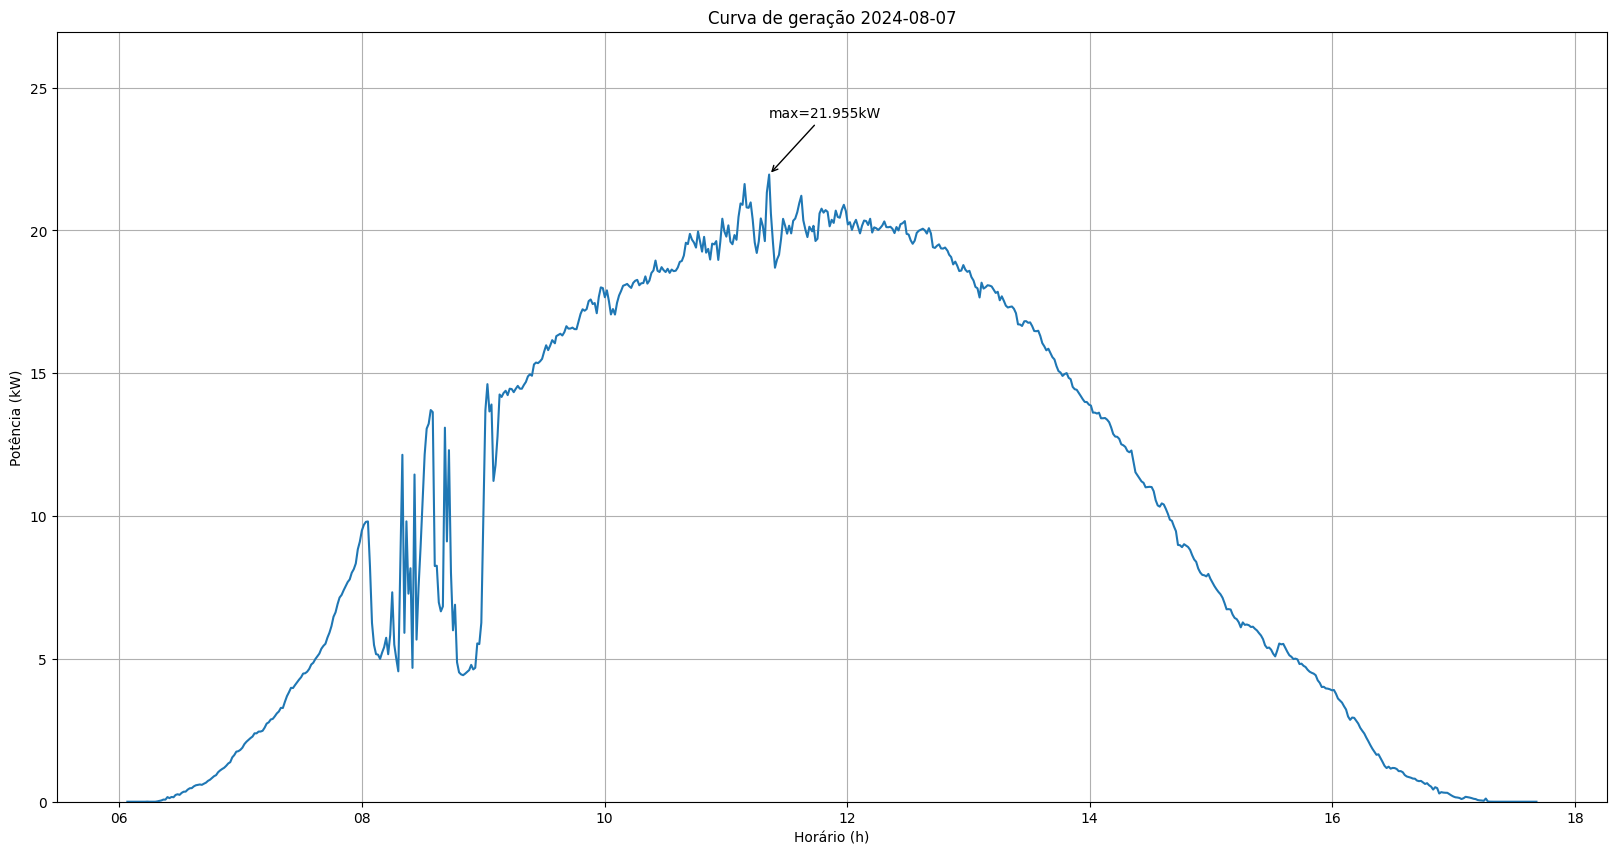 Curva de geração 2024-08-07
25
max=21.955kW
20
15
Potência (kW)
10
5
0
06 08 10 12 14 16 18
Horário (h)